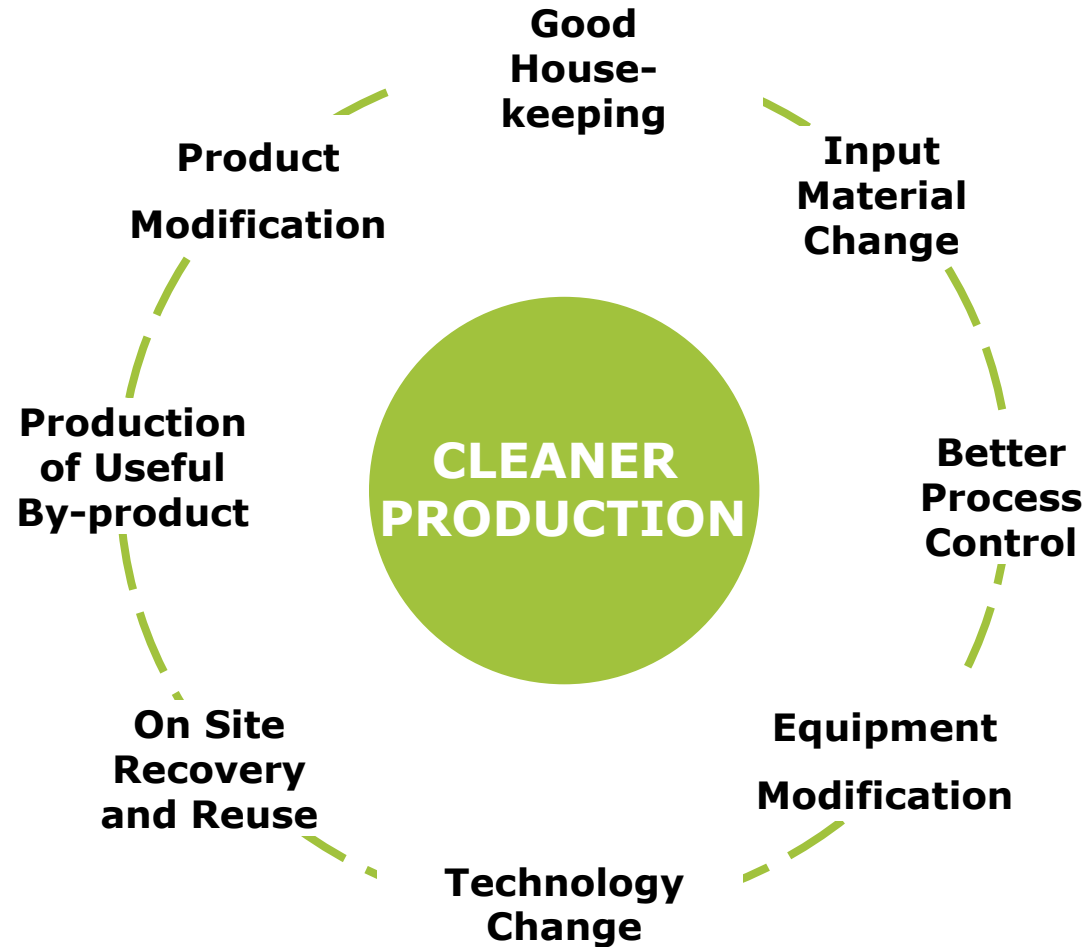 Good
House-
keeping
Input
Material
Change
Better
Process
Control
Equipment
Modification
Technology
Change
On Site
Recovery
and Reuse
Production
of Useful
By-product
Product
Modification
CLEANER
PRODUCTION